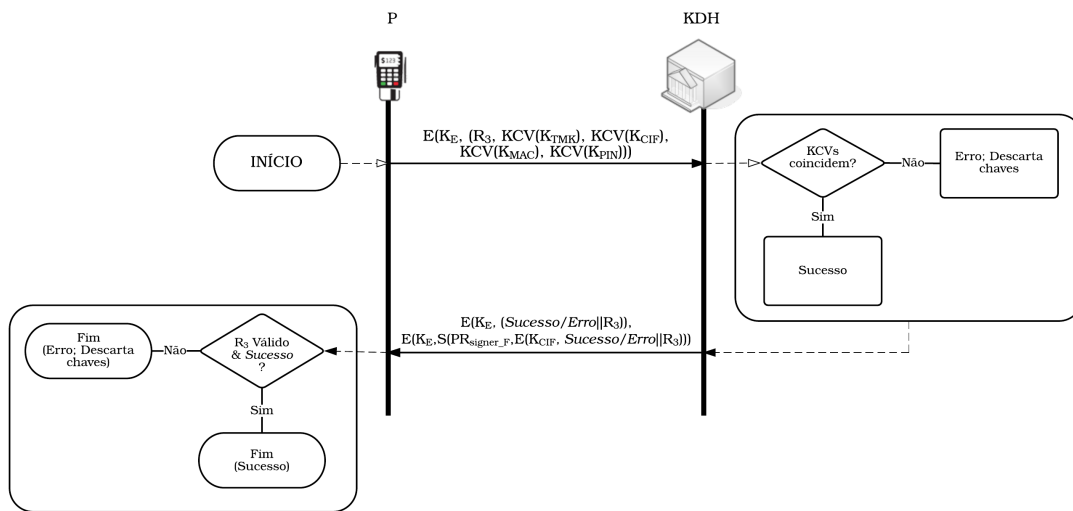 P
KDH
$123
INÍCIO
E(K_E, (R_3, KCV(K_TMK), KCV(K_CIF),
KCV(K_MAC), KCV(K_PIN)))
KCVs
coincidem?
Não
Erro; Descarta
chaves
Sim
Sucesso
E(K_E, (Sucesso/Erro||R_3)),
E(K_E,S(PR_signer_F,E(K_CIF, Sucesso/Erro||R_3)))
R_3 Válido
& Sucesso
?
Não
Fim
(Erro; Descarta
chaves)
Sim
Fim
(Sucesso)